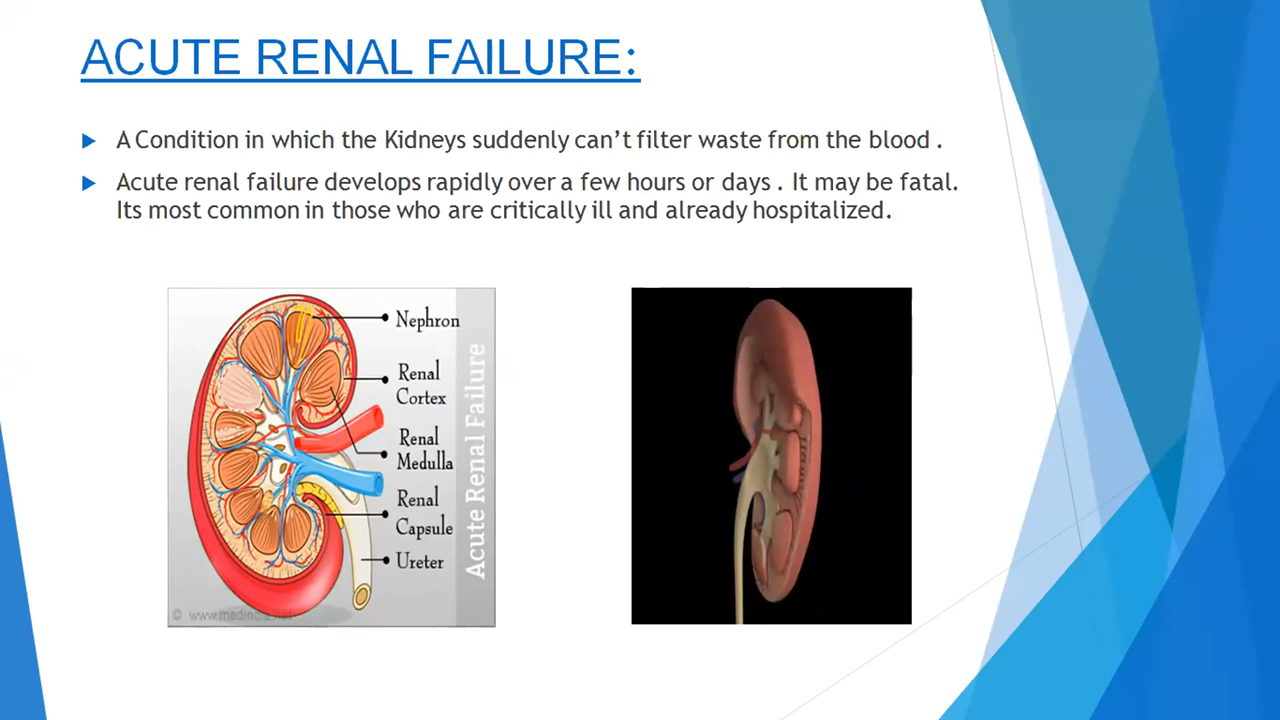 ACUTE RENAL FAILURE:
A Condition in which the Kidneys suddenly can’t filter waste from the blood .
Acute renal failure develops rapidly over a few hours or days . It may be fatal.
Its most common in those who are critically ill and already hospitalized.
Nephron
Renal
Cortex
Renal
Medulla
Renal
Capsule
Ureter
Acute Renal Failure
© www.medindia.net